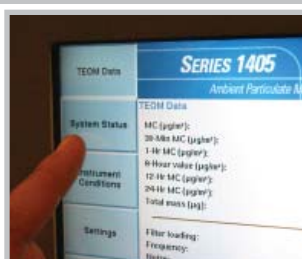 TEOM Data
System Status
Instrument
Conditions
Settings
SERIES 1405
Ambient Particulate M
TEOM Data
MC (µg/m³):
30-Min MC (µg/m³):
1-Hr MC (µg/m³):
8-Hour value (µg/m³):
12-Hr MC (µg/m³):
24-Hr MC (µg/m³):
Total mass (µg):
Filter loading:
Frequency:
Noise: